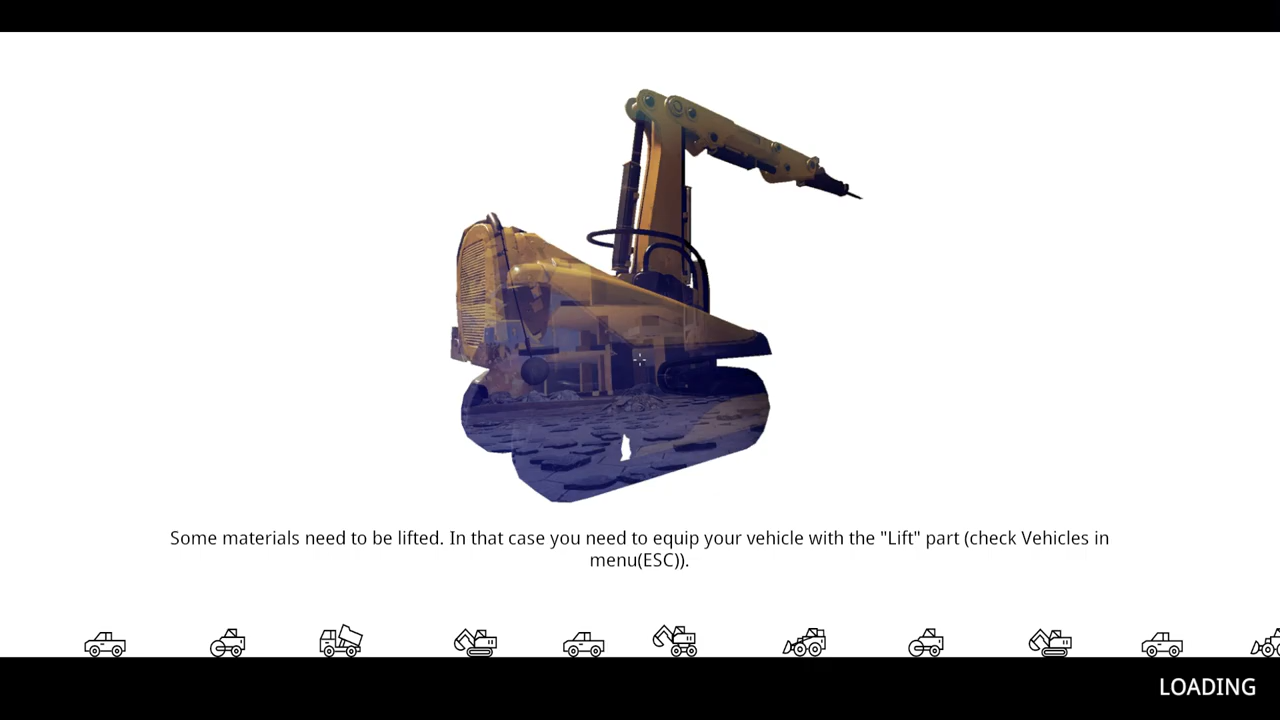 Some materials need to be lifted. In that case you need to equip your vehicle with the "Lift" part (check Vehicles in
menu(ESC)).
LOADING